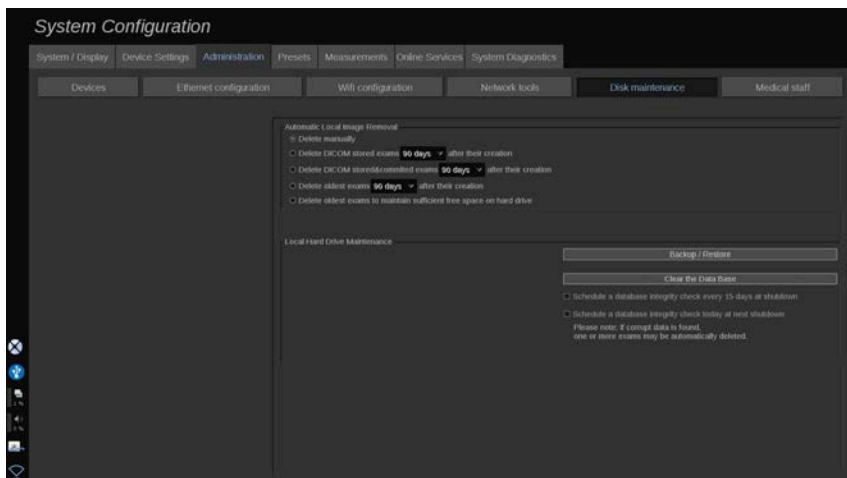 System Configuration
System / Display Device Settings Administration Presets Measurements Online Services System Diagnostics
Devices Ethernet configuration Wifi configuration Network tools Disk maintenance Medical staff
Automatic Local Image Removal
Delete manually
Delete DICOM stored exams 90 days after their creation
Delete DICOM stored&commited exams 90 days after their creation
Delete oldest exams 90 days after their creation
Delete oldest exams to maintain sufficient free space on hard drive
Local Hard Drive Maintenance
Backup / Restore
Clear the Data Base
Schedule a database integrity check every 15 days at shutdown
Schedule a database integrity check today at next shutdown
Please note: if corrupt data is found,
one or more exams may be automatically deleted.